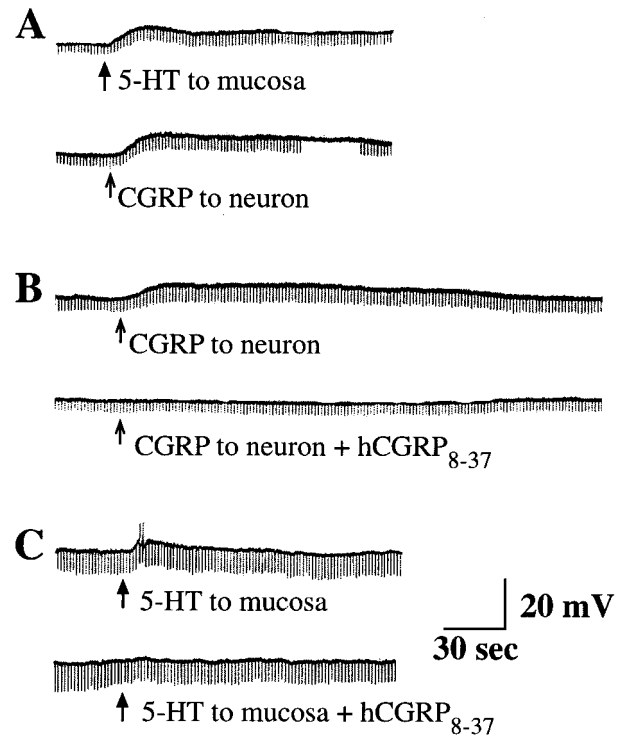 A
5-HT to mucosa
CGRP to neuron
B
CGRP to neuron
CGRP to neuron + hCGRP8-37
C
5-HT to mucosa
20 mV
30 sec
5-HT to mucosa + hCGRP8-37